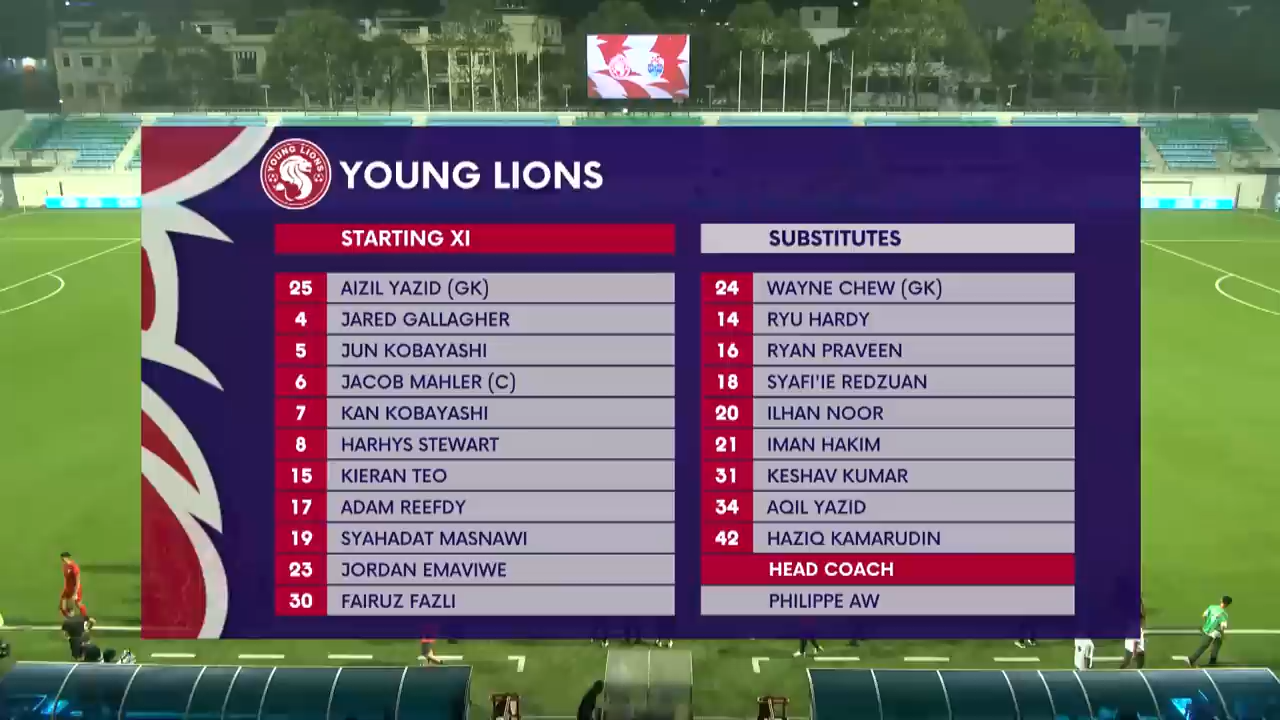 YOUNG LIONS
YOUNG LIONS
STARTING XI
25 AIZIL YAZID (GK)
4 JARED GALLAGHER
5 JUN KOBAYASHI
6 JACOB MAHLER (C)
7 KAN KOBAYASHI
8 HARHYS STEWART
15 KIERAN TEO
17 ADAM REEFDY
19 SYAHADAT MASNAWI
23 JORDAN EMAVIWE
30 FAIRUZ FAZLI
SUBSTITUTES
24 WAYNE CHEW (GK)
14 RYU HARDY
16 RYAN PRAVEEN
18 SYAFI'IE REDZUAN
20 ILHAN NOOR
21 IMAN HAKIM
31 KESHAV KUMAR
34 AQIL YAZID
42 HAZIQ KAMARUDIN
HEAD COACH
PHILIPPE AW